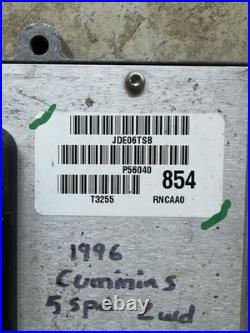 JDE06TSB
P56040
854
T3255 RNCAA0
1996
Cummins
5 Spd 2wd